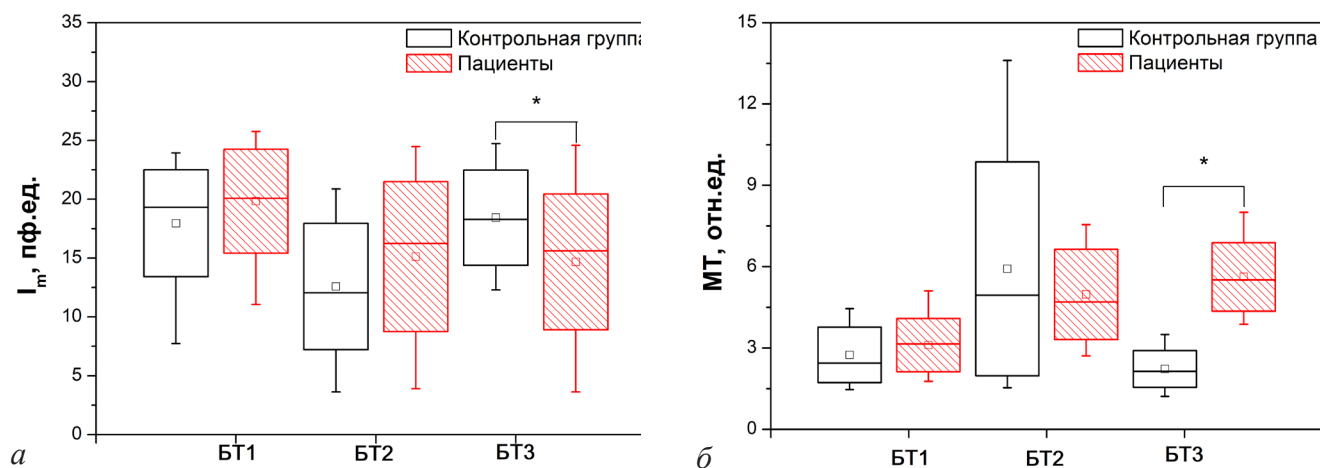 35
30
25
20
15
10
5
0
I_m, пф.ед.
Контрольная группа
Пациенты
*
БТ1
БТ2
БТ3
а
15
12
9
6
3
0
МТ, отн.ед.
Контрольная группа
Пациенты
*
БТ1
БТ2
БТ3
б